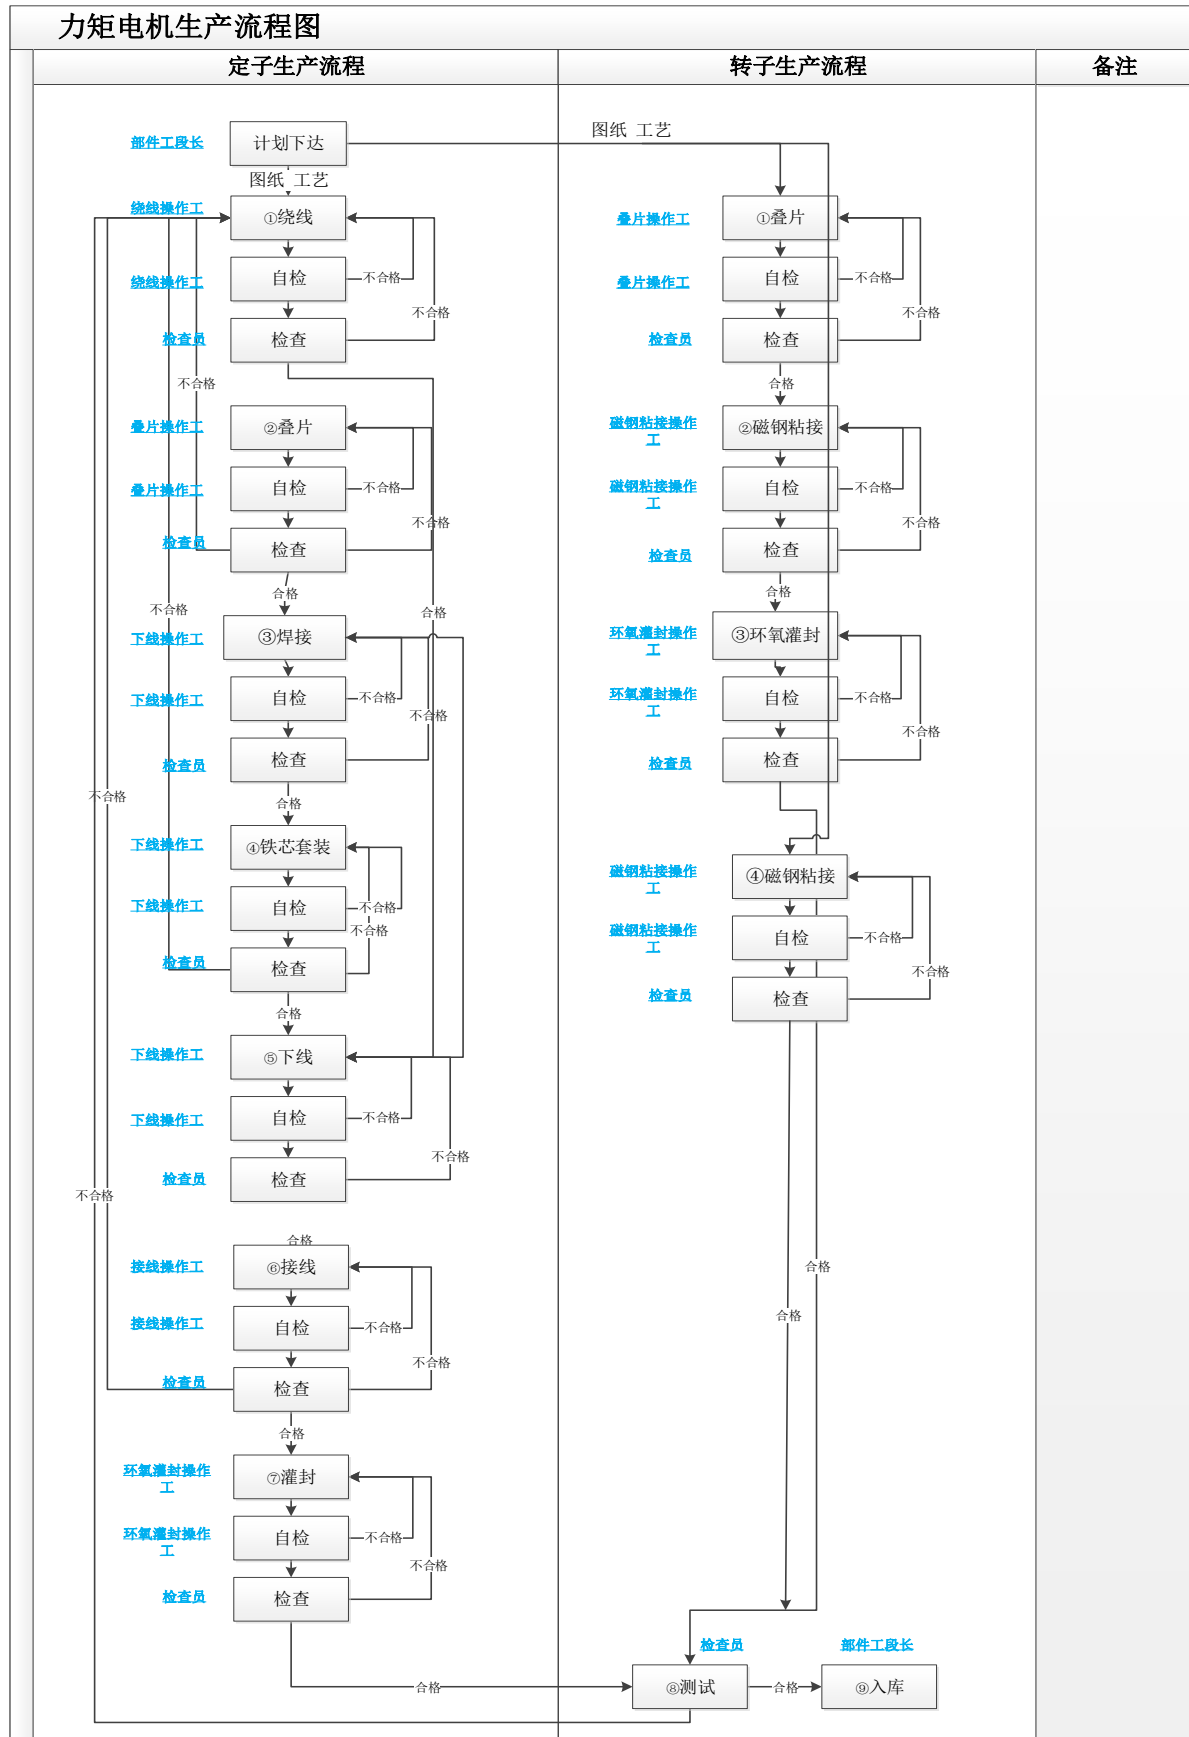 力矩电机生产流程图
定子生产流程
转子生产流程
备注
部件工段长
计划下达
图纸 工艺
图纸 工艺
绕线操作工
①绕线
绕线操作工
自检
不合格
不合格
检查员
检查
不合格
叠片操作工
②叠片
叠片操作工
自检
不合格
不合格
检查员
检查
合格
不合格
合格
下线操作工
③焊接
下线操作工
自检
不合格
不合格
检查员
检查
不合格
合格
下线操作工
④铁芯套装
下线操作工
自检
不合格
不合格
检查员
检查
合格
下线操作工
⑤下线
下线操作工
自检
不合格
不合格
检查员
检查
不合格
合格
接线操作工
⑥接线
接线操作工
自检
不合格
不合格
检查员
检查
合格
环氧灌封操作
工
⑦灌封
环氧灌封操作
工
自检
不合格
不合格
检查员
检查
合格
叠片操作工
①叠片
叠片操作工
自检
不合格
不合格
检查员
检查
合格
磁钢粘接操作
工
②磁钢粘接
磁钢粘接操作
工
自检
不合格
不合格
检查员
检查
合格
环氧灌封操作
工
③环氧灌封
环氧灌封操作
工
自检
不合格
不合格
检查员
检查
磁钢粘接操作
工
④磁钢粘接
磁钢粘接操作
工
自检
不合格
不合格
检查员
检查
合格
合格
检查员
部件工段长
⑧测试
合格
⑨入库